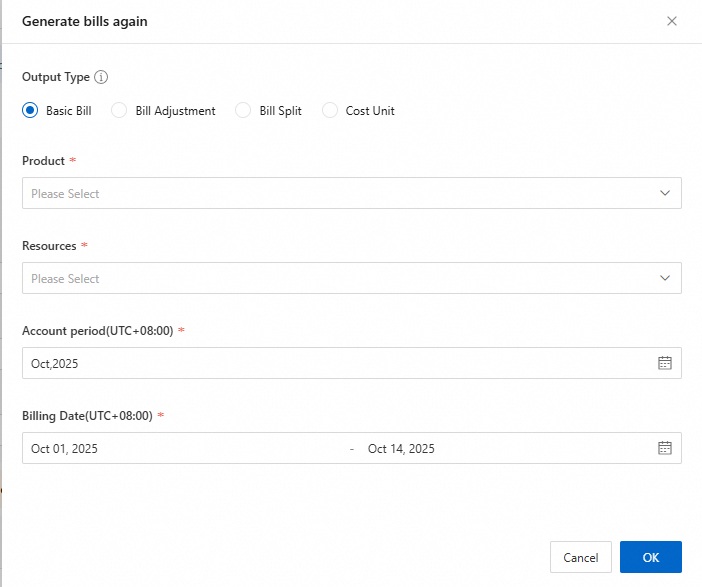 Generate bills again
Output Type
Basic Bill Bill Adjustment Bill Split Cost Unit
Product *
Please Select
Resources *
Please Select
Account period(UTC+08:00) *
Oct,2025
Billing Date(UTC+08:00) *
Oct 01, 2025 - Oct 14, 2025
Cancel OK